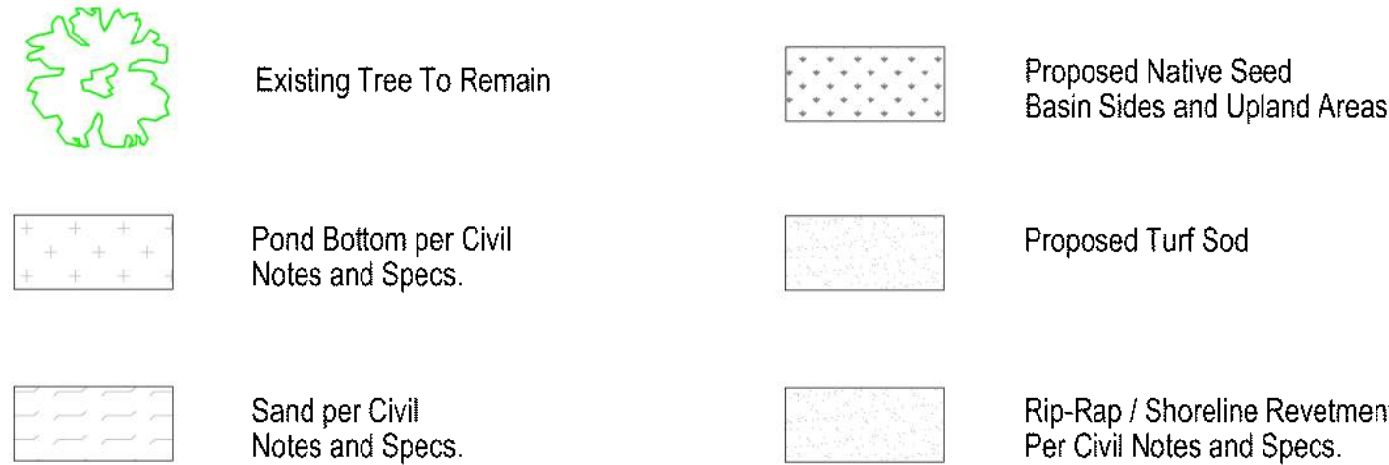 Existing Tree To Remain
Pond Bottom per Civil
Notes and Specs.
Sand per Civil
Notes and Specs.
Proposed Native Seed
Basin Sides and Upland Areas
Proposed Turf Sod
Rip-Rap / Shoreline Revetmen
Per Civil Notes and Specs.